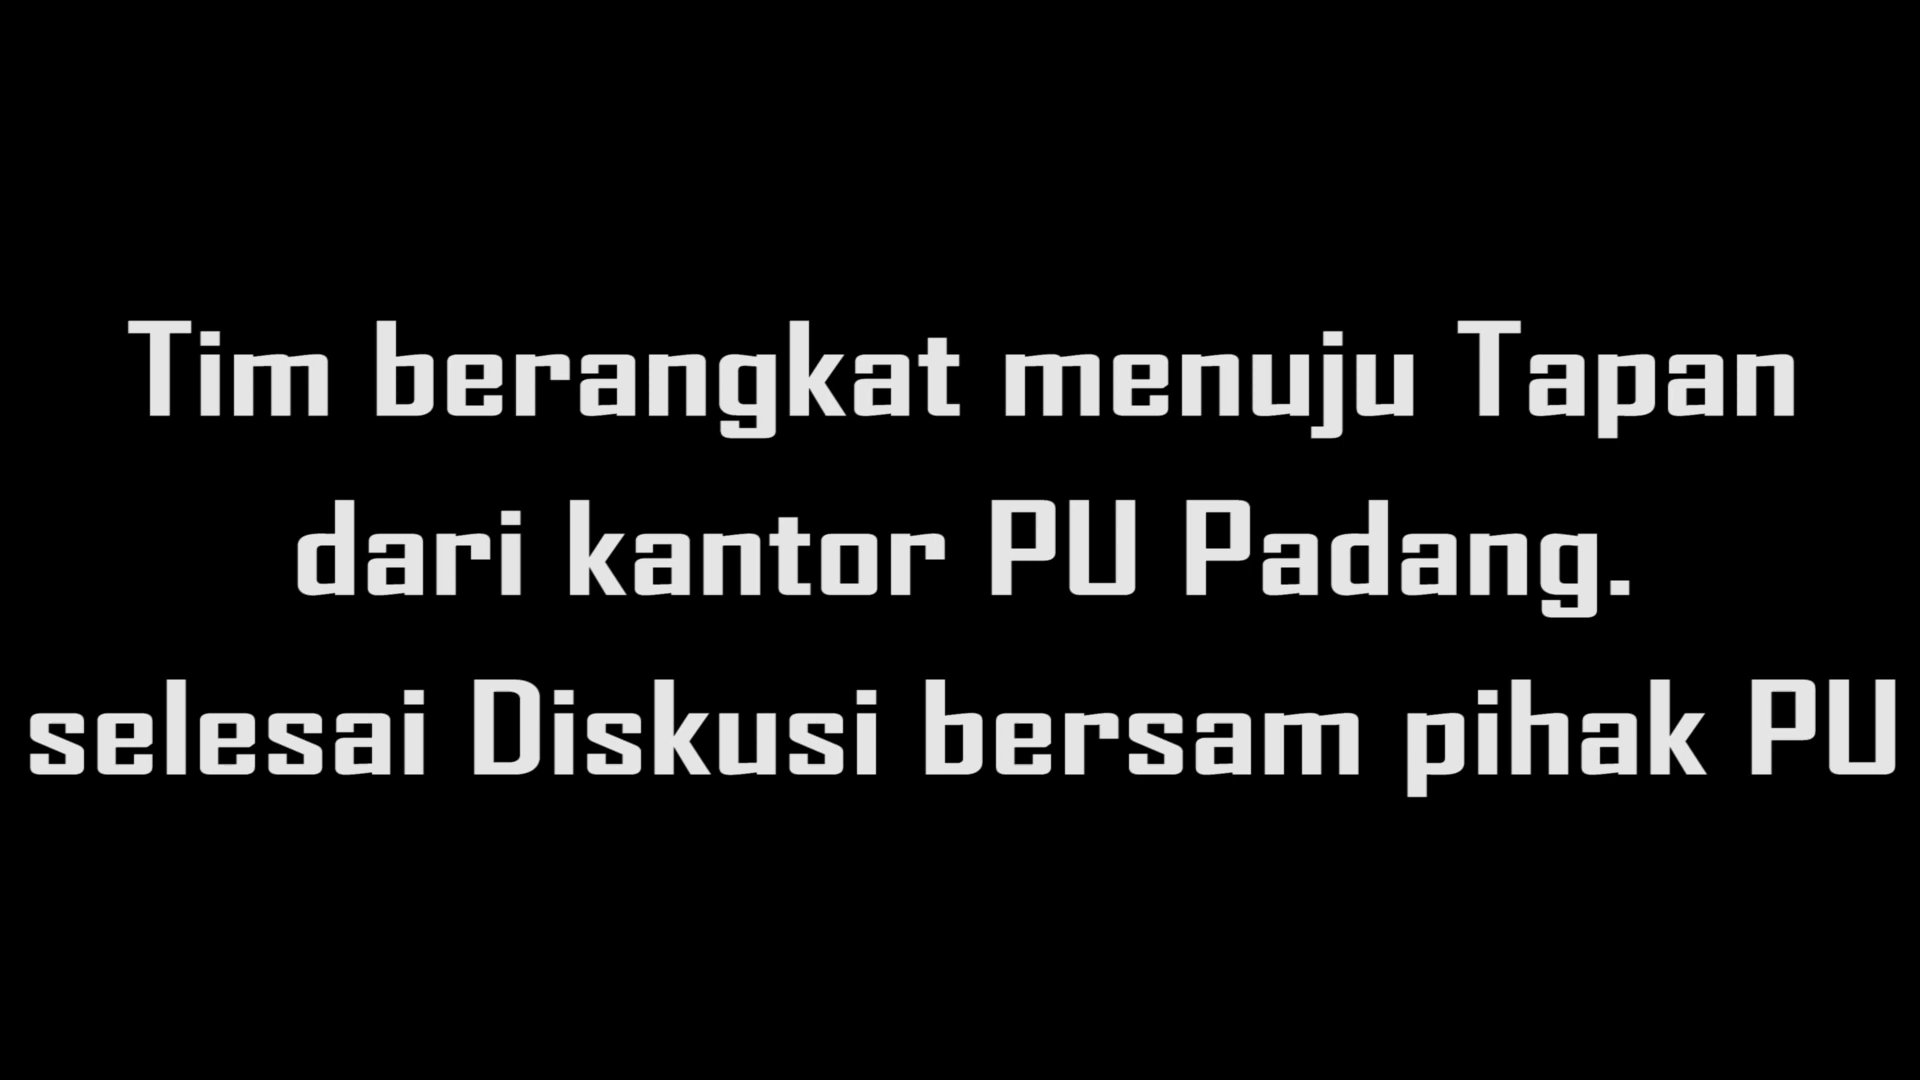 Tim berangkat menuju Tapan
dari kantor PU Padang.
selesai Diskusi bersam pihak PU